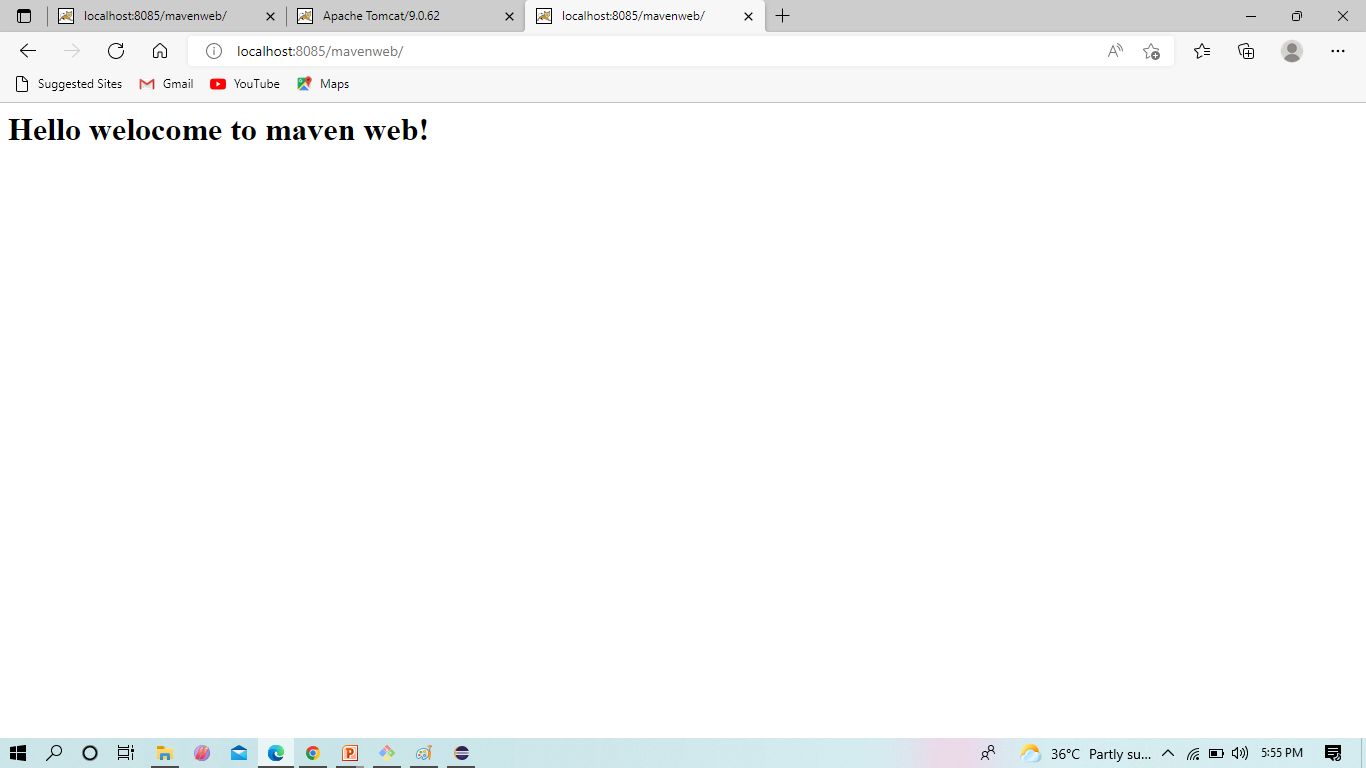 localhost:8085/mavenweb/
Apache Tomcat/9.0.62
localhost:8085/mavenweb/
localhost:8085/mavenweb/
Suggested Sites
Gmail
YouTube
Maps
Hello welocome to maven web!
36°C Partly su...
5:55 PM